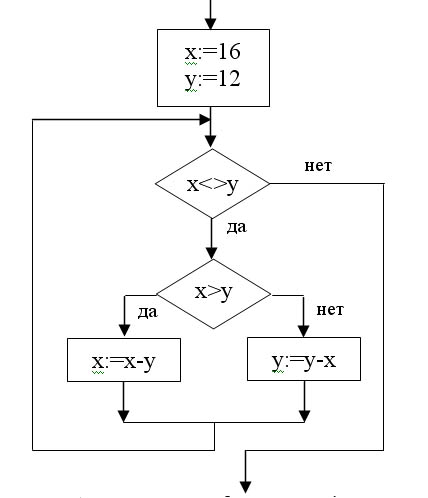 x:=16
y:=12
x<>y
нет
да
x>y
да
нет
x:=x-y
y:=y-x